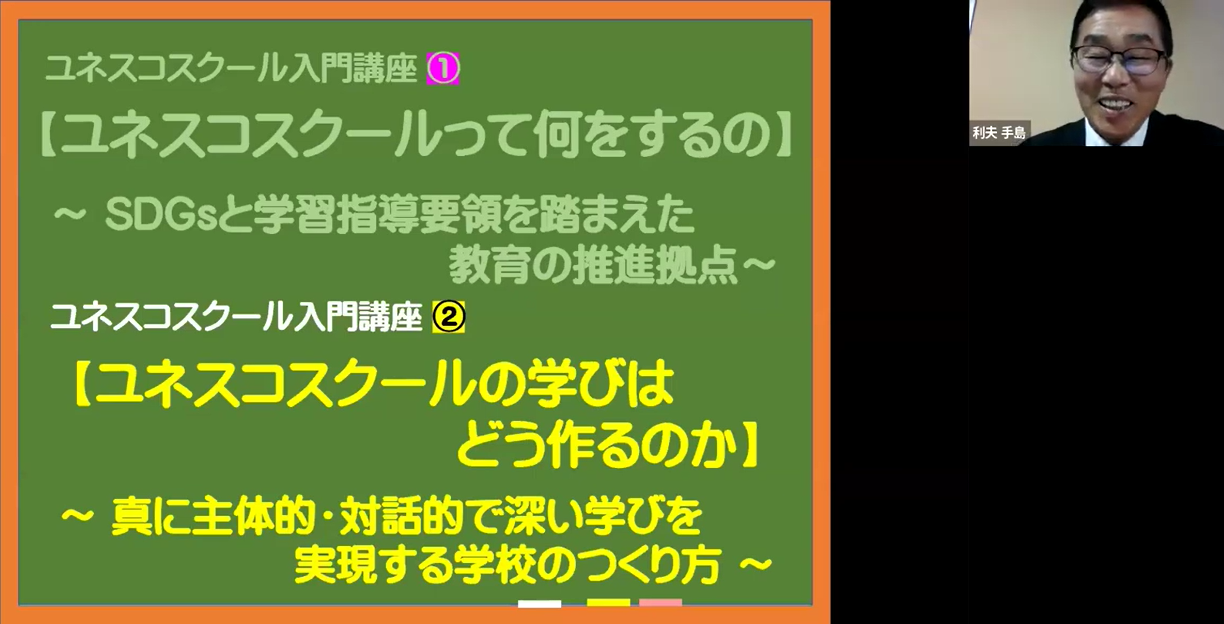 ユネスコスクール入門講座 ①
【ユネスコスクールって何をするの】
～ SDGsと学習指導要領を踏まえた
教育の推進拠点～
ユネスコスクール入門講座 ②
【ユネスコスクールの学びは
どう作るのか】
～ 真に主体的・対話的で深い学びを
実現する学校のつくり方 ～
利夫 手島